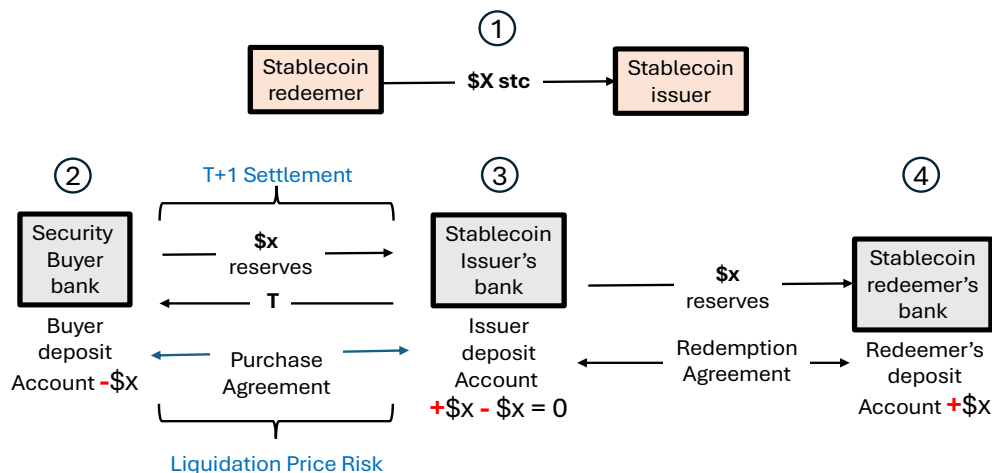 1
Stablecoin
redeemer
$X stc
Stablecoin
issuer
2
T+1 Settlement
3
4
Security
Buyer
bank
$x
reserves
T
Stablecoin
Issuer's
bank
$x
reserves
Stablecoin
redeemer's
bank
Buyer
deposit
Account -$x
Purchase
Agreement
Issuer
deposit
Account
+$x - $x = 0
Redemption
Agreement
Redeemer's
deposit
Account +$x
Liquidation Price Risk